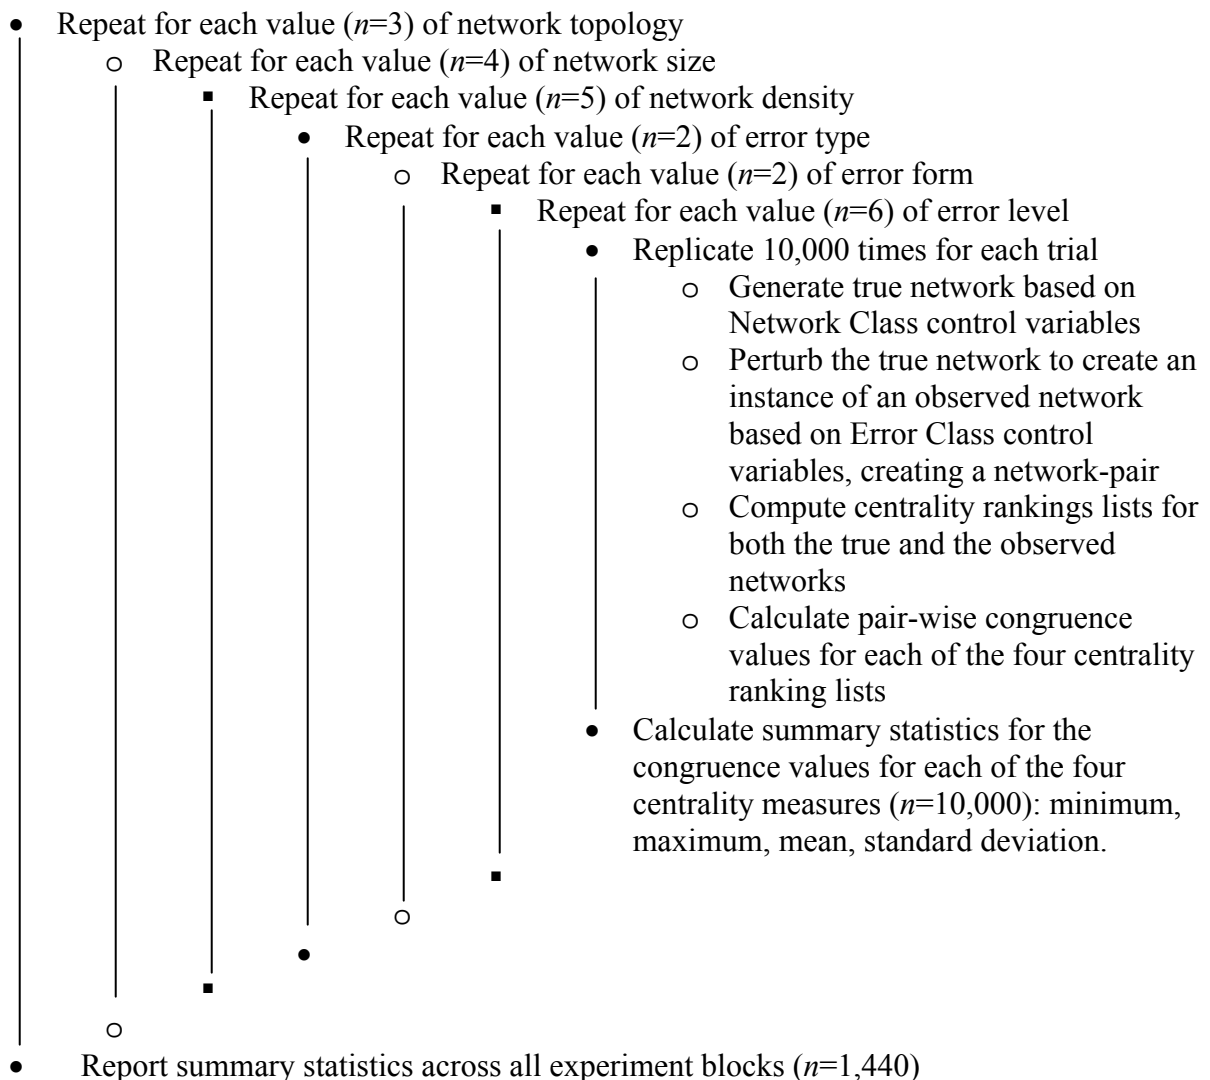 • Repeat for each value (n=3) of network topology
o Repeat for each value (n=4) of network size
▪ Repeat for each value (n=5) of network density
• Repeat for each value (n=2) of error type
o Repeat for each value (n=2) of error form
▪ Repeat for each value (n=6) of error level
• Replicate 10,000 times for each trial
o Generate true network based on
Network Class control variables
o Perturb the true network to create an
instance of an observed network
based on Error Class control
variables, creating a network-pair
o Compute centrality rankings lists for
both the true and the observed
networks
o Calculate pair-wise congruence
values for each of the four centrality
ranking lists
• Calculate summary statistics for the
congruence values for each of the four
centrality measures (n=10,000): minimum,
maximum, mean, standard deviation.
▪
o
•
▪
o
• Report summary statistics across all experiment blocks (n=1,440)